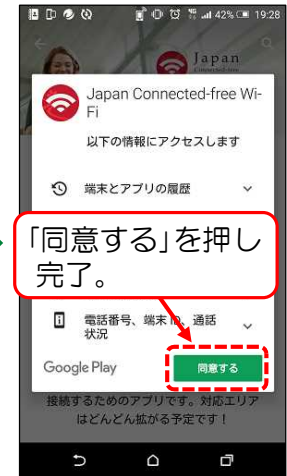 42% 19:28
Japan
Japan Connected-free Wi-
Fi
以下の情報にアクセスします
端末とアプリの履歴
「同意する」を押し
完了。
電話番号、端末 ID、通話
状況
Google Play
同意する
接続するためのアプリです。対応エリア
はどんどん拡がる予定です！